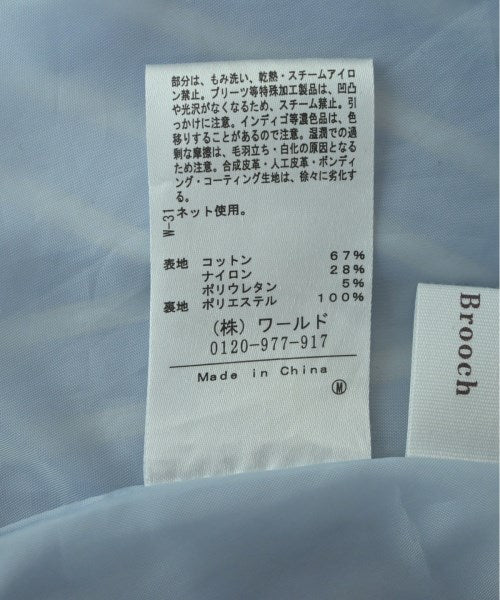 部分は、もみ洗い、乾熱・スチームアイロ
ン禁止。プリーツ等特殊加工製品は、凹凸
や光沢がなくなるため、スチーム禁止。引
っかけに注意。インディゴ等濃色品は、色
移りすることがあるので注意。湿潤での過
剰な摩擦は、毛羽立ち・白化の原因となる
ため注意。合成皮革・人工皮革・ボンディ
ング・コーティング生地は、徐々に劣化す
る。
W-31 ネット使用。
表地 コットン 67%
ナイロン 28%
ポリウレタン 5%
裏地 ポリエステル 100%
(株) ワールド
0120-977-917
Made in China
M
Brooch